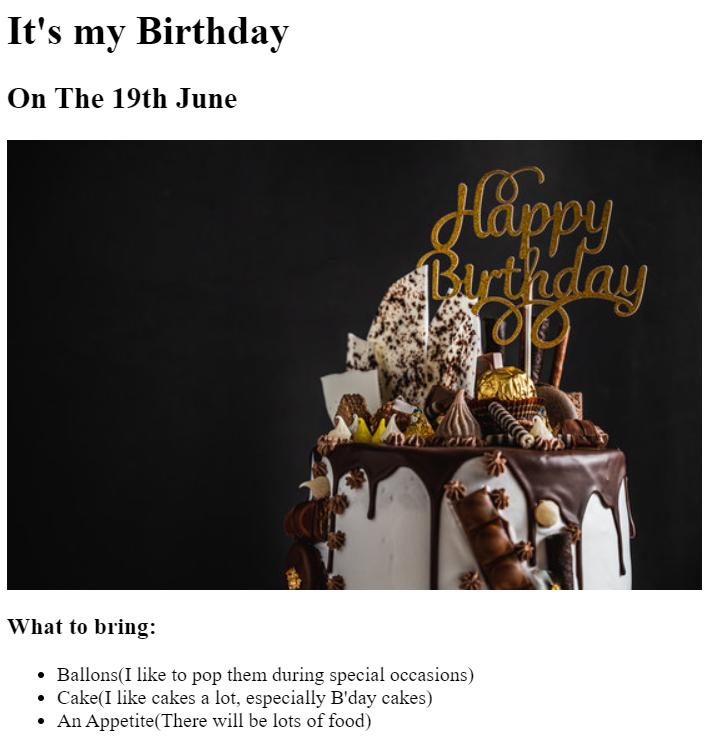 It's my Birthday
On The 19th June
Happy
Birthday
What to bring:
Ballons(I like to pop them during special occasions)
Cake(I like cakes a lot, especially B'day cakes)
An Appetite(There will be lots of food)